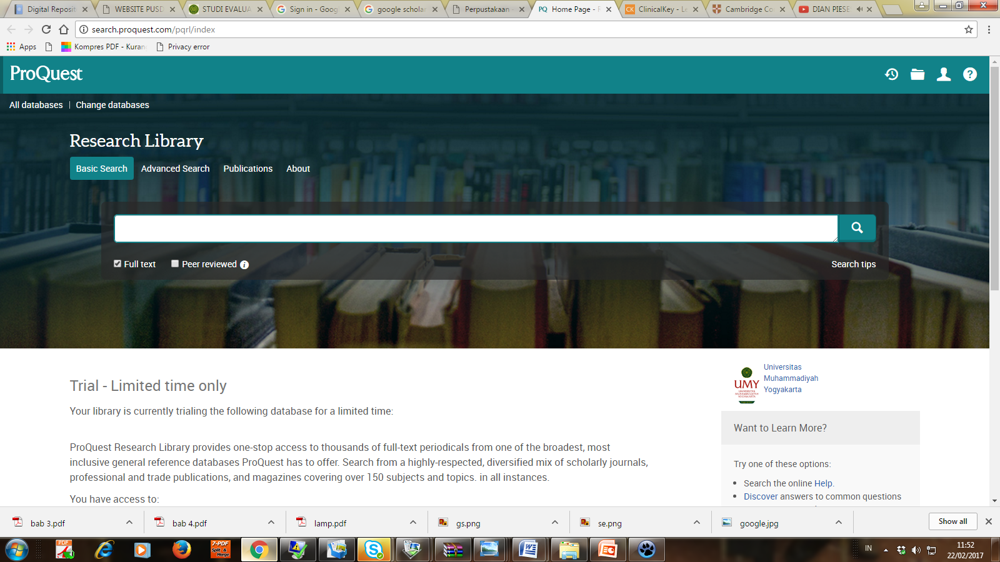 Digital Reposit
WEBSITE PUSD
STUDI EVALUA
Sign in - Goog
google scholar
Perpustakaan
PQ Home Page - R
CK ClinicalKey - Le
Cambridge Co
DIAN PIESE
search.proquest.com/pqrl/index
Apps
Kompres PDF - Kuran
Privacy error
ProQuest
All databases | Change databases
Research Library
Basic Search Advanced Search Publications About
Full text Peer reviewed i Search tips
Trial - Limited time only
Your library is currently trialing the following database for a limited time:
ProQuest Research Library provides one-stop access to thousands of full-text periodicals from one of the broadest, most
inclusive general reference databases ProQuest has to offer. Search from a highly-respected, diversified mix of scholarly journals,
professional and trade publications, and magazines covering over 150 subjects and topics. in all instances.
You have access to:
UMY
Universitas
Muhammadiyah
Yogyakarta
Want to Learn More?
Try one of these options:
Search the online Help.
Discover answers to common questions
bab 3.pdf
bab 4.pdf
lamp.pdf
gs.png
se.png
google.jpg
Show all
PDF
7-PDF
Split &
Merge
IN
11:52
22/02/2017